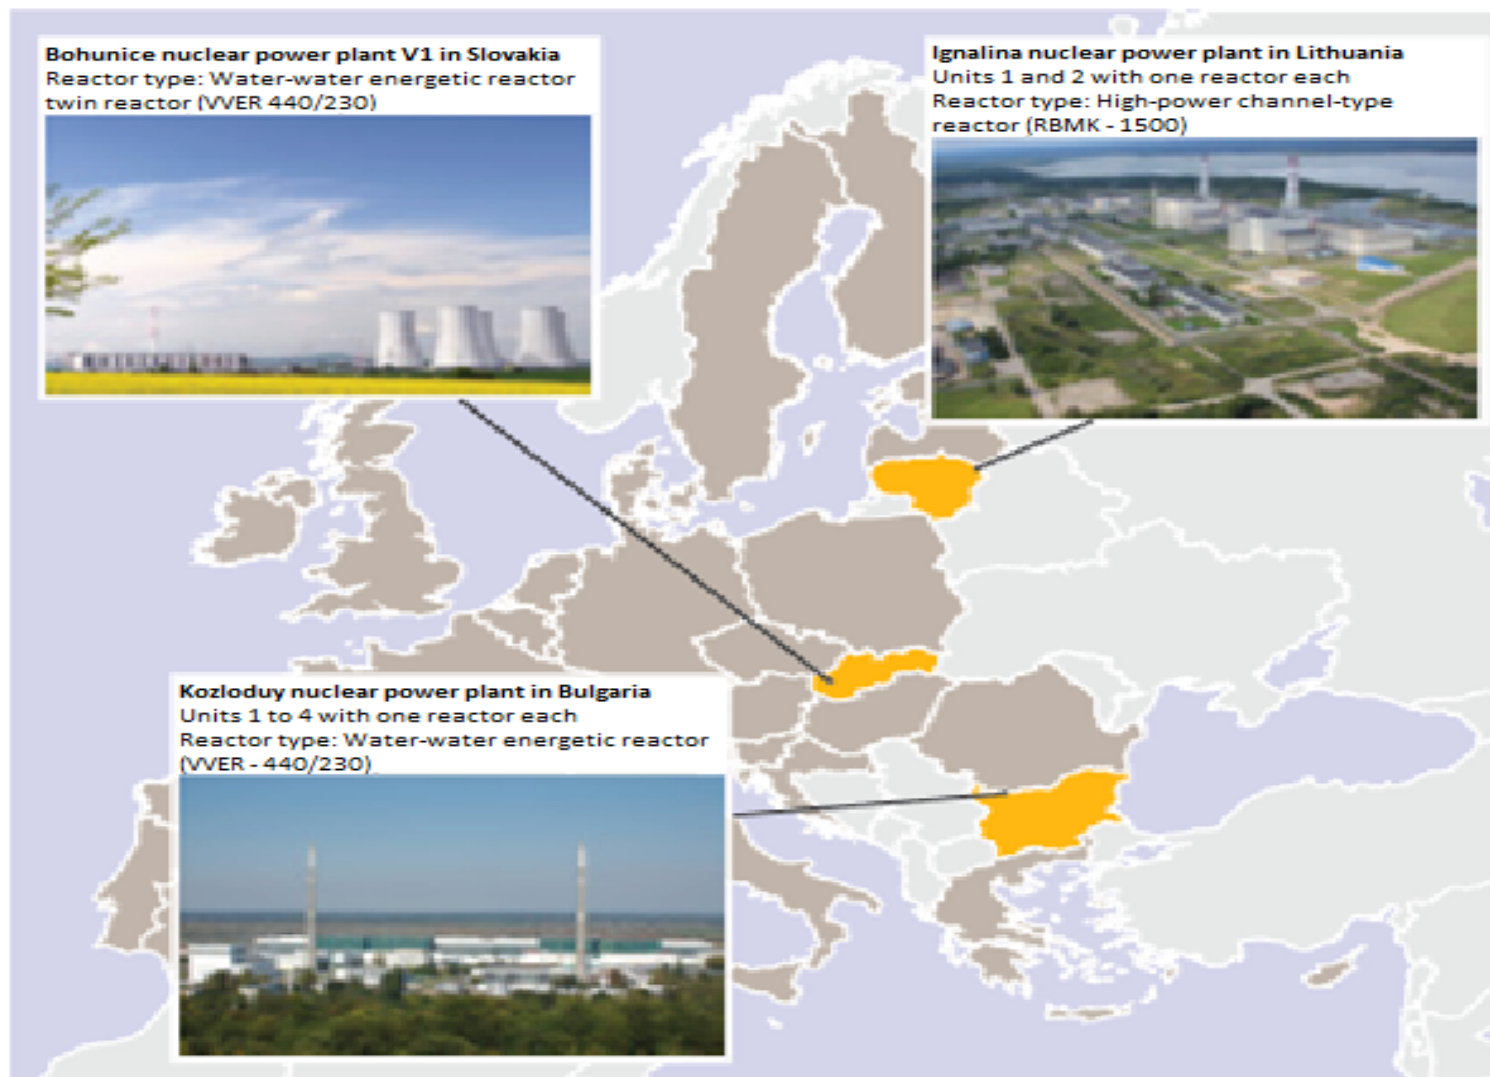 Bohunice nuclear power plant V1 in Slovakia
Reactor type: Water-water energetic reactor
twin reactor (VVER 440/230)
Ignalina nuclear power plant in Lithuania
Units 1 and 2 with one reactor each
Reactor type: High-power channel-type
reactor (RBMK - 1500)
Kozloduy nuclear power plant in Bulgaria
Units 1 to 4 with one reactor each
Reactor type: Water-water energetic reactor
(VVER - 440/230)